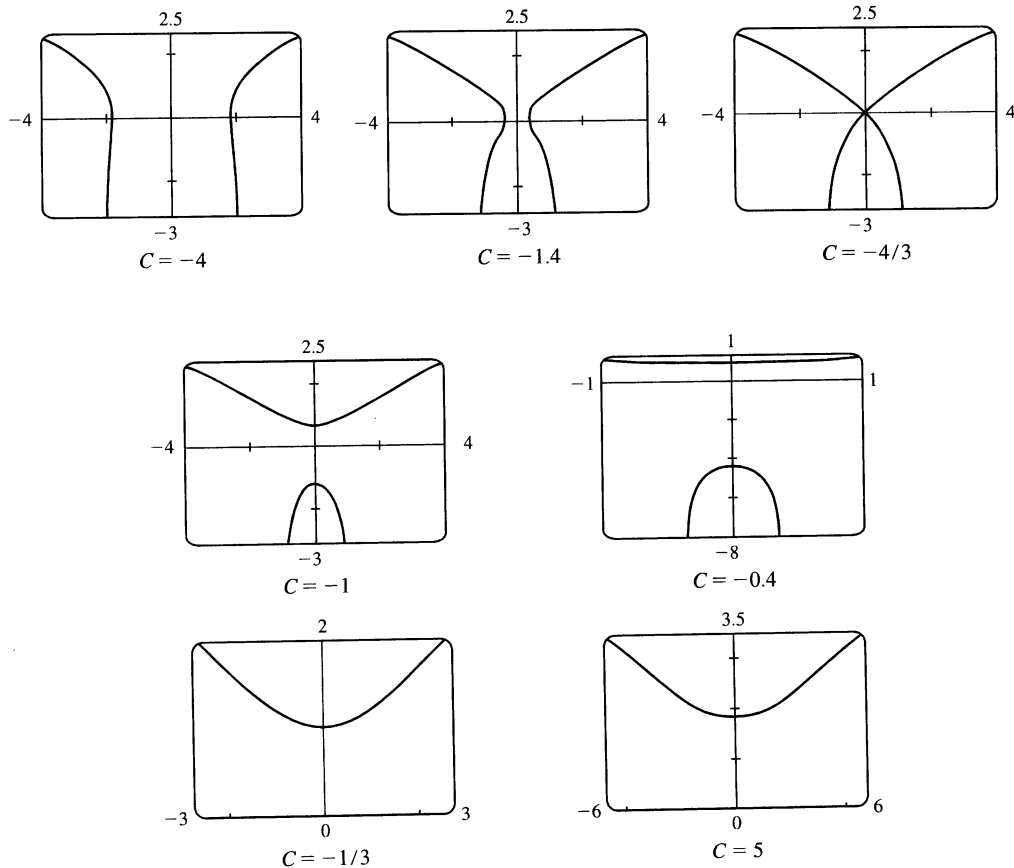 2.5 2.5 2.5
−4 4 −4 4 −4 4
−3 −3 −3
C = −4 C = −1.4 C = −4/3
2.5 1
−4 4 −1 1
−3 −8
C = −1 C = −0.4
2 3.5
−3 3 −6 6
0 0
C = −1/3 C = 5